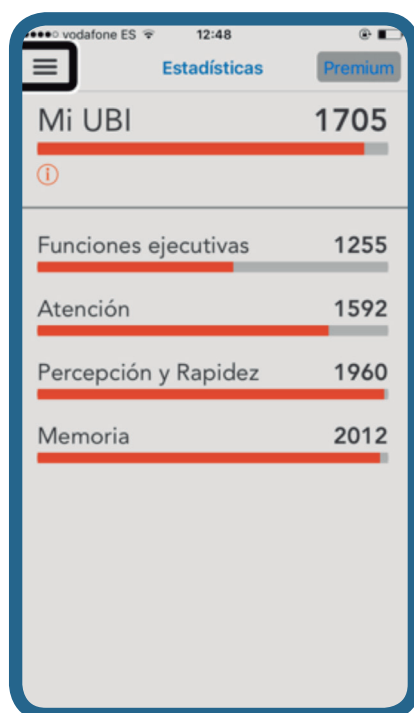 vodafone ES 12:48
Estadísticas Premium
Mi UBI 1705
i
Funciones ejecutivas 1255
Atención 1592
Percepción y Rapidez 1960
Memoria 2012